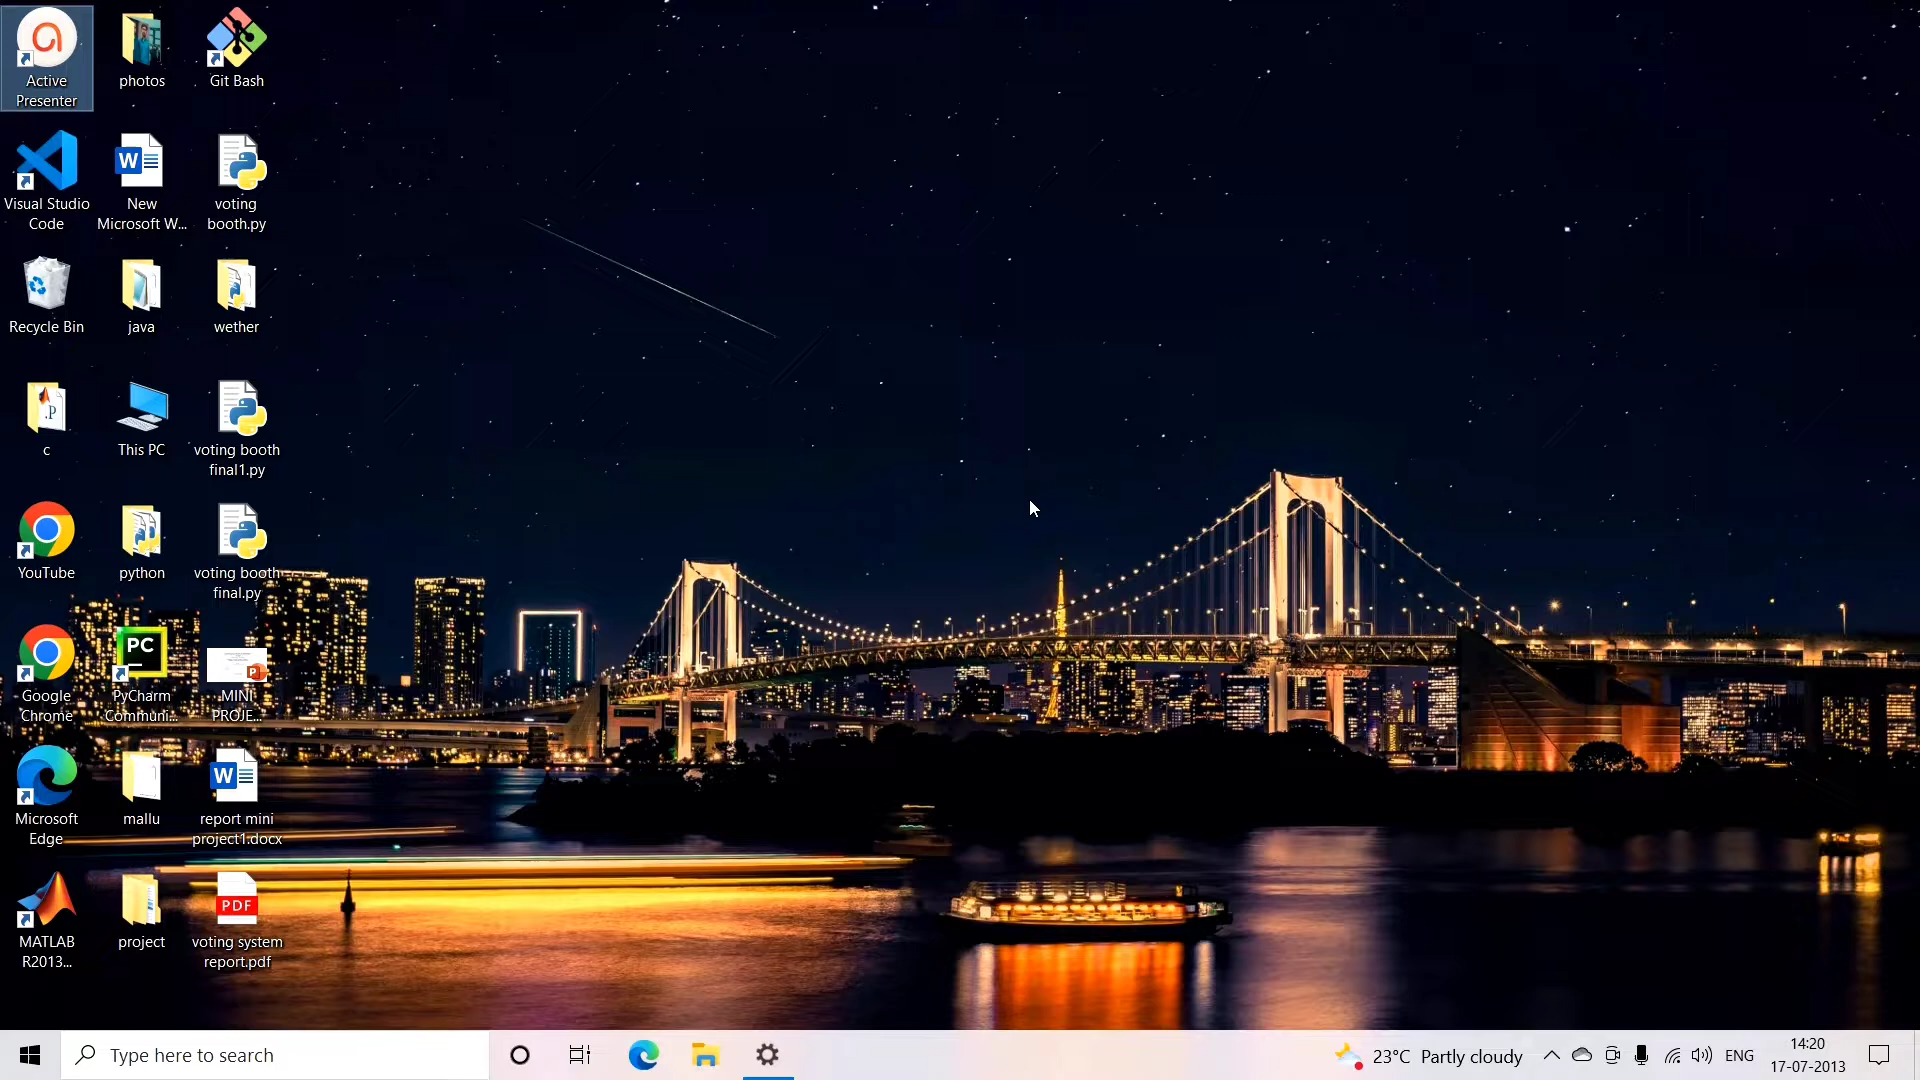 Active
Presenter
photos
Git Bash
Visual Studio
Code
W
New
Microsoft W...
voting
booth.py
Recycle Bin
java
wether
.P
c
This PC
voting booth
final1.py
YouTube
python
voting booth
final.py
Google
Chrome
PC
PyCharm
Communi...
P
MINI
PROJE...
Microsoft
Edge
mallu
W
report mini
project1.docx
MATLAB
R2013...
project
PDF
voting system
report.pdf
Type here to search
23°C Partly cloudy
ENG
14:20
17-07-2013